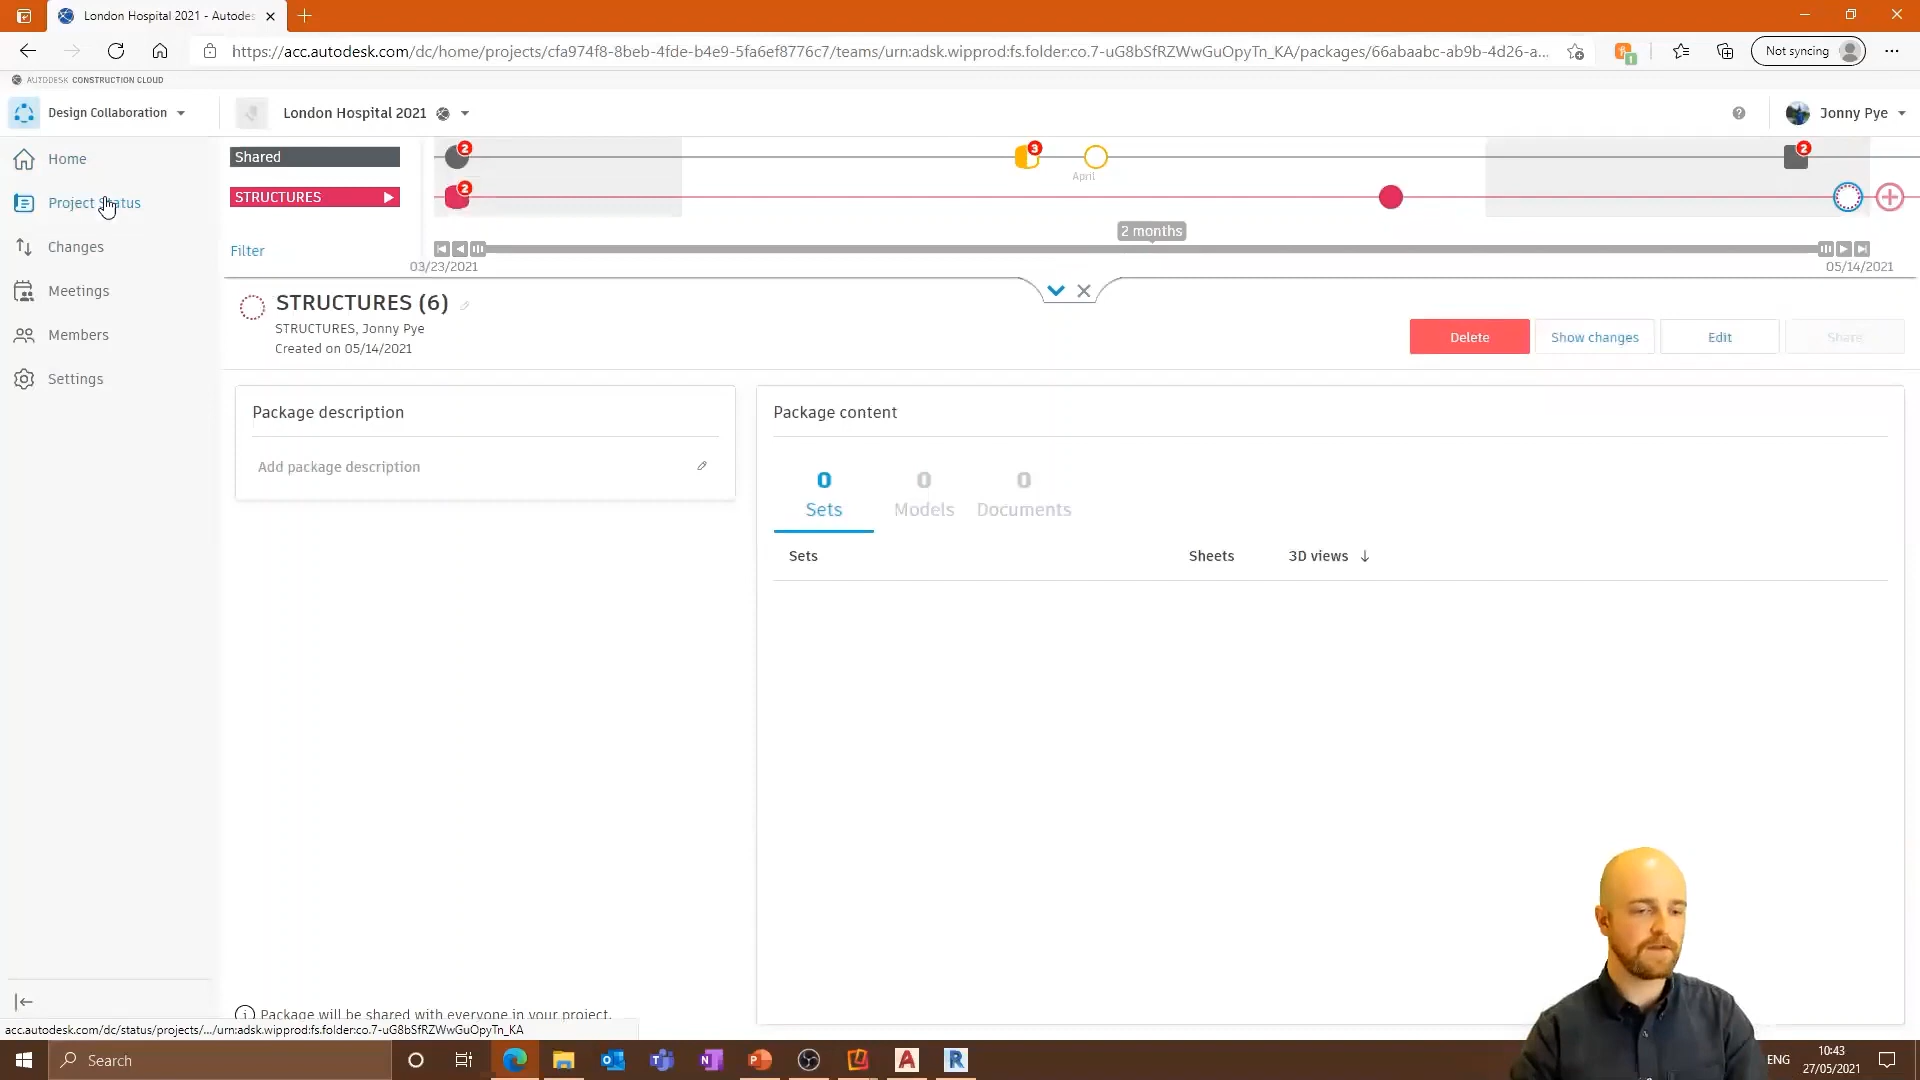 London Hospital 2021 - Autodes
https://acc.autodesk.com/dc/home/projects/cfa974f8-8beb-4fde-b4e9-5fa6ef8776c7/teams/urn:adsk.wipprod:fs.folder:co.7-uG8bSfRZWwGuOpyTn_KA/packages/66abaabc-ab9b-4d26-a...
1
Not syncing
AUTODESK CONSTRUCTION CLOUD
Design Collaboration
London Hospital 2021
Jonny Pye
Home
Project Status
Changes
Meetings
Members
Settings
Shared
2
3
2
April
STRUCTURES
2
2 months
Filter
03/23/2021
05/14/2021
STRUCTURES (6)
STRUCTURES, Jonny Pye
Created on 05/14/2021
Delete
Show changes
Edit
Share
Package description
Add package description
Package content
0
0
0
Sets
Models
Documents
Sets
Sheets
3D views
Package will be shared with everyone in your project.
acc.autodesk.com/dc/status/projects/.../urn:adsk.wipprod:fs.folder:co.7-uG8bSfRZWwGuOpyTn_KA
Search
ENG
10:43
27/05/2021